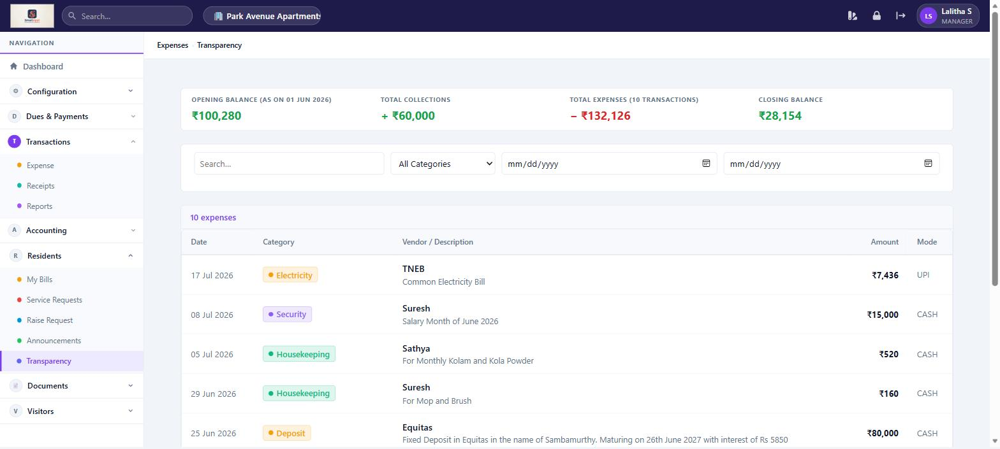 Search...
Park Avenue Apartments
Lalitha S
LS
MANAGER
NAVIGATION
Dashboard
Configuration
D Dues & Payments
T Transactions
Expense
Receipts
Reports
A Accounting
R Residents
My Bills
Service Requests
Raise Request
Announcements
Transparency
Documents
V Visitors
Expenses Transparency
OPENING BALANCE (AS ON 01 JUN 2026) TOTAL COLLECTIONS TOTAL EXPENSES (10 TRANSACTIONS) CLOSING BALANCE
₹100,280 + ₹60,000 − ₹132,126 ₹28,154
Search... All Categories mm/dd/yyyy mm/dd/yyyy
10 expenses
Date Category Vendor / Description Amount Mode
17 Jul 2026 Electricity TNEB ₹7,436 UPI
Common Electricity Bill
08 Jul 2026 Security Suresh ₹15,000 CASH
Salary Month of June 2026
05 Jul 2026 Housekeeping Sathya ₹520 CASH
For Monthly Kolam and Kola Powder
29 Jun 2026 Housekeeping Suresh ₹160 CASH
For Mop and Brush
25 Jun 2026 Deposit Equitas ₹80,000 CASH
Fixed Deposit in Equitas in the name of Sambamurthy. Maturing on 26th June 2027 with interest of Rs 5850